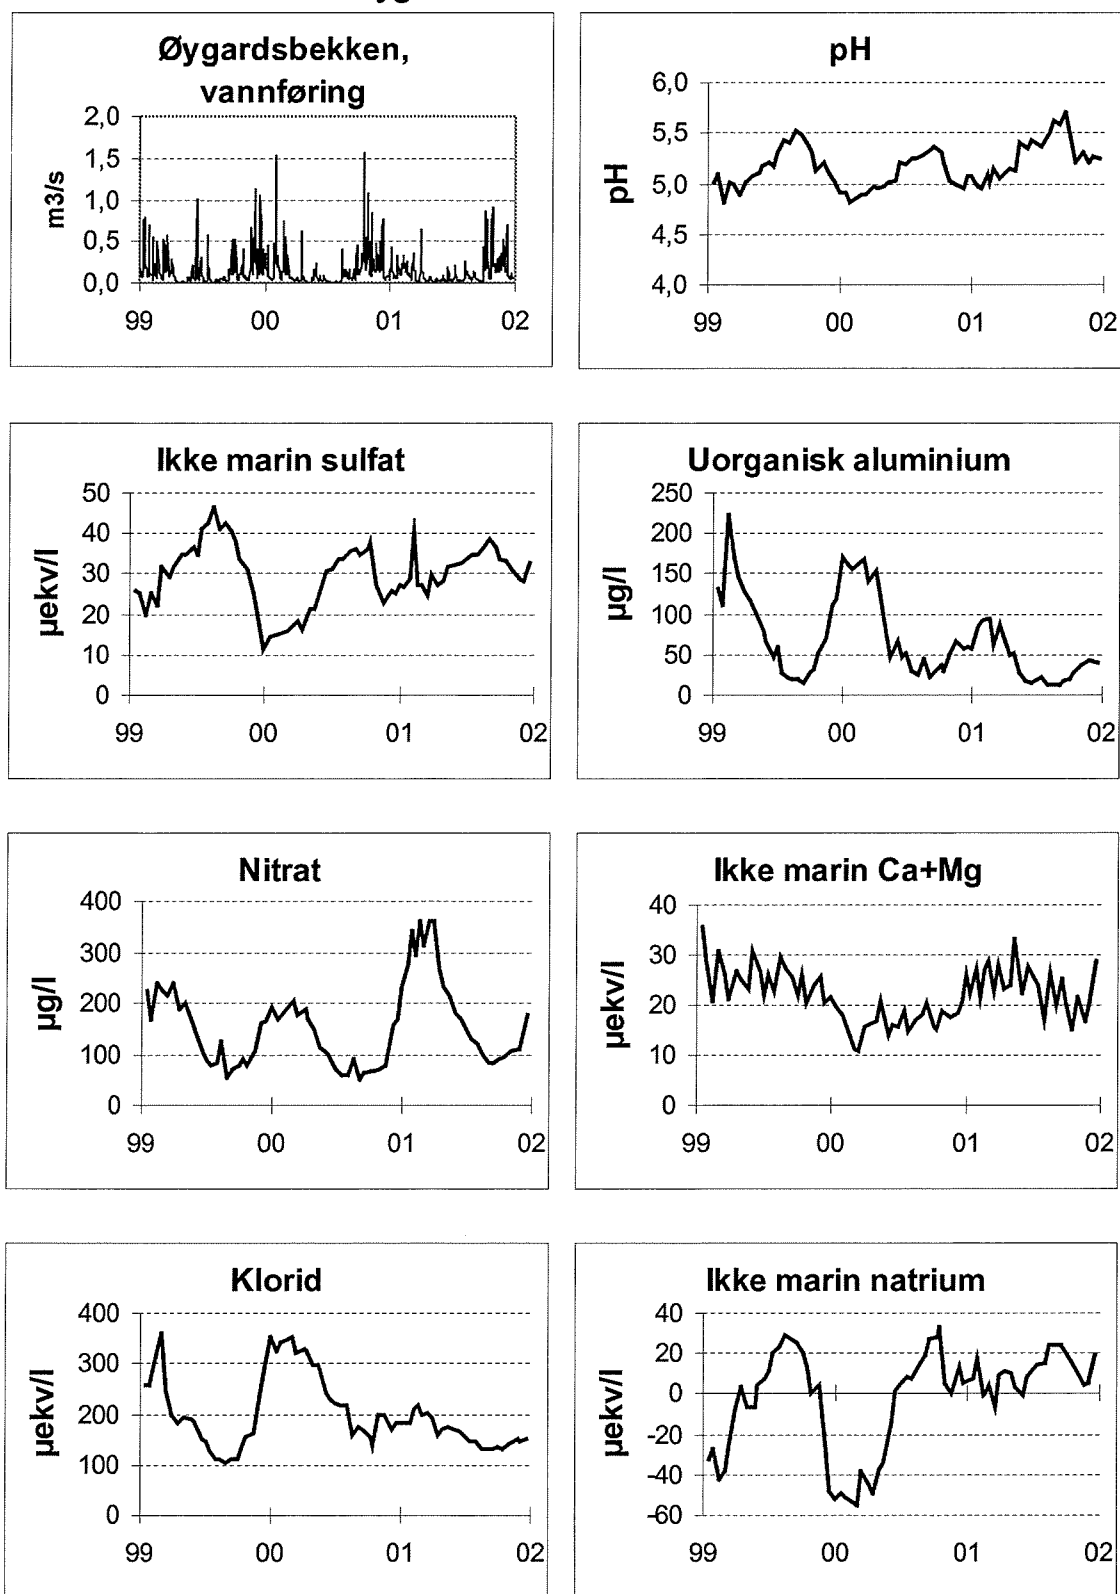 Øygardsbekken,
vannføring
m3/s
2,0
1,5
1,0
0,5
0,0
99 00 01 02
pH
pH
6,0
5,5
5,0
4,5
4,0
99 00 01 02
Ikke marin sulfat
µekv/l
50
40
30
20
10
0
99 00 01 02
Uorganisk aluminium
µg/l
250
200
150
100
50
0
99 00 01 02
Nitrat
µg/l
400
300
200
100
0
99 00 01 02
Ikke marin Ca+Mg
µekv/l
40
30
20
10
0
99 00 01 02
Klorid
µekv/l
400
300
200
100
0
99 00 01 02
Ikke marin natrium
µekv/l
40
20
0
-20
-40
-60
99 00 01 02